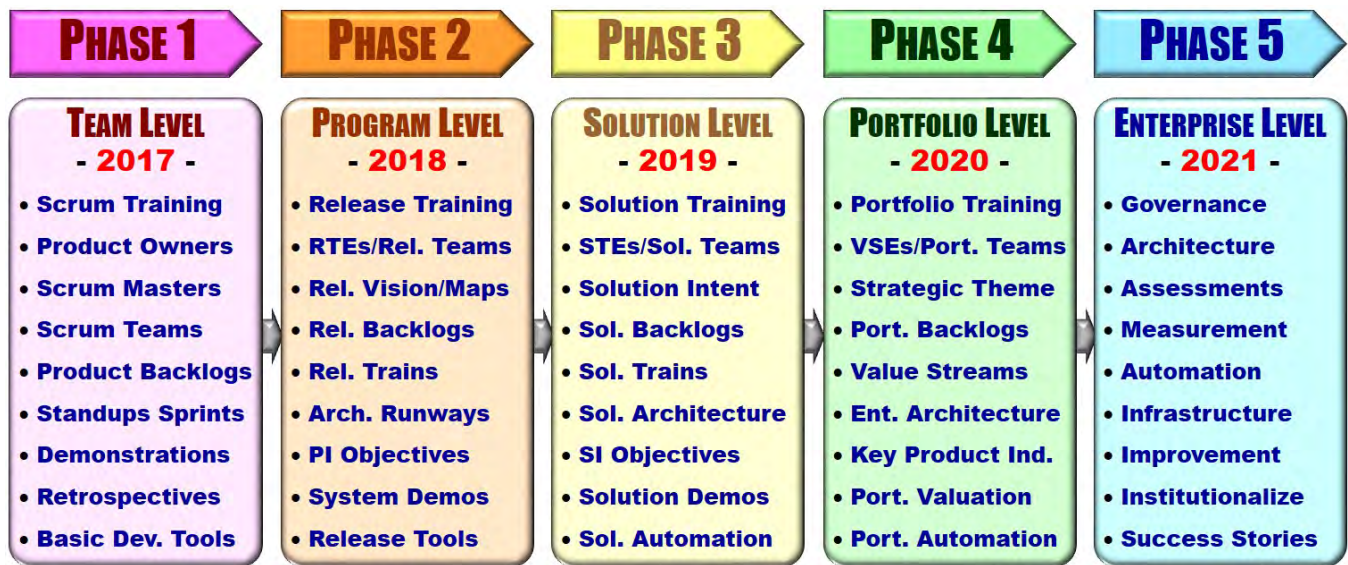 PHASE 1
PHASE 2
PHASE 3
PHASE 4
PHASE 5
TEAM LEVEL
- 2017 -
• Scrum Training
• Product Owners
• Scrum Masters
• Scrum Teams
• Product Backlogs
• Standups Sprints
• Demonstrations
• Retrospectives
• Basic Dev. Tools
PROGRAM LEVEL
- 2018 -
• Release Training
• RTEs/Rel. Teams
• Rel. Vision/Maps
• Rel. Backlogs
• Rel. Trains
• Arch. Runways
• PI Objectives
• System Demos
• Release Tools
SOLUTION LEVEL
- 2019 -
• Solution Training
• STEs/Sol. Teams
• Solution Intent
• Sol. Backlogs
• Sol. Trains
• Sol. Architecture
• SI Objectives
• Solution Demos
• Sol. Automation
PORTFOLIO LEVEL
- 2020 -
• Portfolio Training
• VSEs/Port. Teams
• Strategic Theme
• Port. Backlogs
• Value Streams
• Ent. Architecture
• Key Product Ind.
• Port. Valuation
• Port. Automation
ENTERPRISE LEVEL
- 2021 -
• Governance
• Architecture
• Assessments
• Measurement
• Automation
• Infrastructure
• Improvement
• Institutionalize
• Success Stories